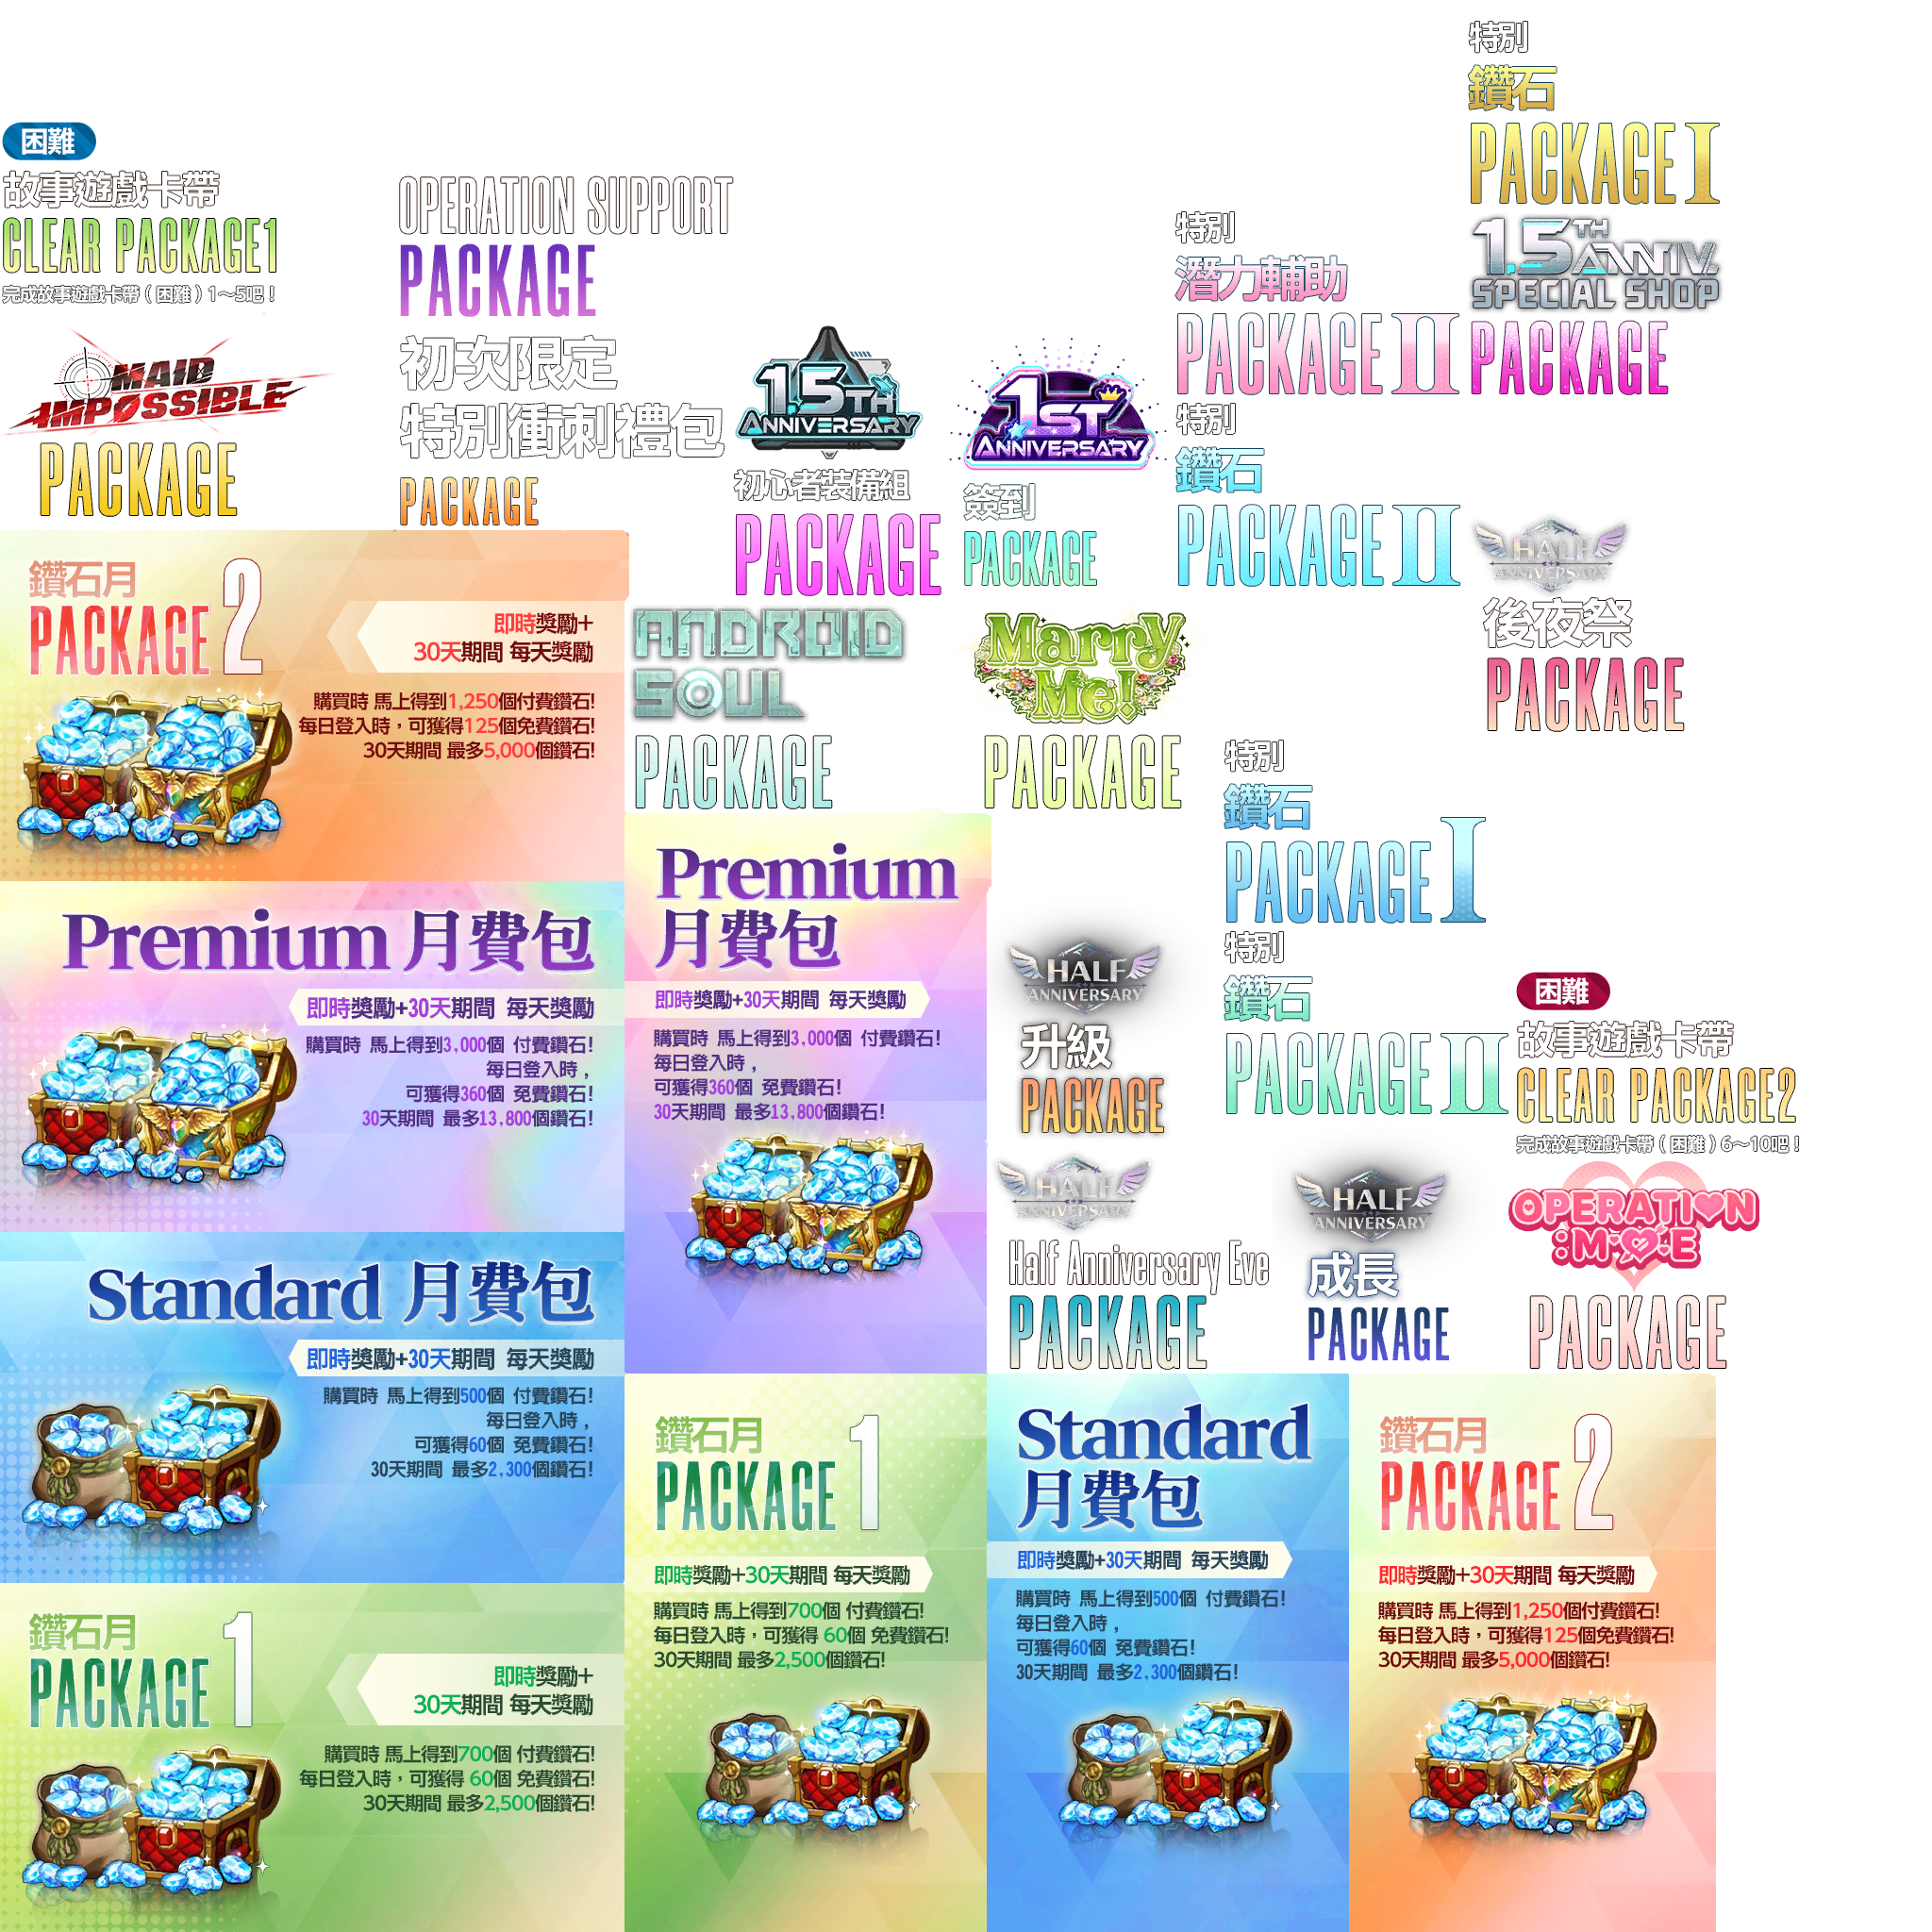 特別
鑽石
PACKAGE I
1.5TH ANNIV.
SPECIAL SHOP
PACKAGE
困難
故事遊戲卡帶
CLEAR PACKAGE1
完成故事遊戲卡帶（困難）1～5吧！
MAID
IMPOSSIBLE
PACKAGE
OPERATION SUPPORT
PACKAGE
初次限定
特別衝刺禮包
PACKAGE
1.5TH
ANNIVERSARY
初心者裝備組
PACKAGE
1ST
ANNIVERSARY
簽到
PACKAGE
特別
潛力輔助
PACKAGE II
特別
鑽石
PACKAGE II
HALF
ANNIVERSARY
後夜祭
PACKAGE
鑽石月
PACKAGE 2
即時獎勵+
30天期間 每天獎勵
購買時 馬上得到1,250個付費鑽石!
每日登入時，可獲得125個免費鑽石!
30天期間 最多5,000個鑽石!
ANDROID
SOUL
PACKAGE
Marry
Me!
PACKAGE
特別
鑽石
PACKAGE I
特別
鑽石
PACKAGE II
Premium 月費包
即時獎勵+30天期間 每天獎勵
購買時 馬上得到3,000個 付費鑽石!
每日登入時，
可獲得360個 免費鑽石!
30天期間 最多13,800個鑽石!
Premium
月費包
即時獎勵+30天期間 每天獎勵
購買時 馬上得到3,000個 付費鑽石!
每日登入時，
可獲得360個 免費鑽石!
30天期間 最多13,800個鑽石!
HALF
ANNIVERSARY
升級
PACKAGE
困難
故事遊戲卡帶
CLEAR PACKAGE2
完成故事遊戲卡帶（困難）6～10吧！
HALF
ANNIVERSARY
Half Anniversary Eve
PACKAGE
HALF
ANNIVERSARY
成長
PACKAGE
OPERATION
:MOE
PACKAGE
Standard 月費包
即時獎勵+30天期間 每天獎勵
購買時 馬上得到500個 付費鑽石!
每日登入時，
可獲得60個 免費鑽石!
30天期間 最多2,300個鑽石!
鑽石月
PACKAGE 1
即時獎勵+
30天期間 每天獎勵
購買時 馬上得到700個 付費鑽石!
每日登入時，可獲得 60個 免費鑽石!
30天期間 最多2,500個鑽石!
鑽石月
PACKAGE 1
即時獎勵+30天期間 每天獎勵
購買時 馬上得到700個 付費鑽石!
每日登入時，可獲得 60個 免費鑽石!
30天期間 最多2,500個鑽石!
Standard
月費包
即時獎勵+30天期間 每天獎勵
購買時 馬上得到500個 付費鑽石!
每日登入時，
可獲得60個 免費鑽石!
30天期間 最多2,300個鑽石!
鑽石月
PACKAGE 2
即時獎勵+30天期間 每天獎勵
購買時 馬上得到1,250個付費鑽石!
每日登入時，可獲得125個免費鑽石!
30天期間 最多5,000個鑽石!